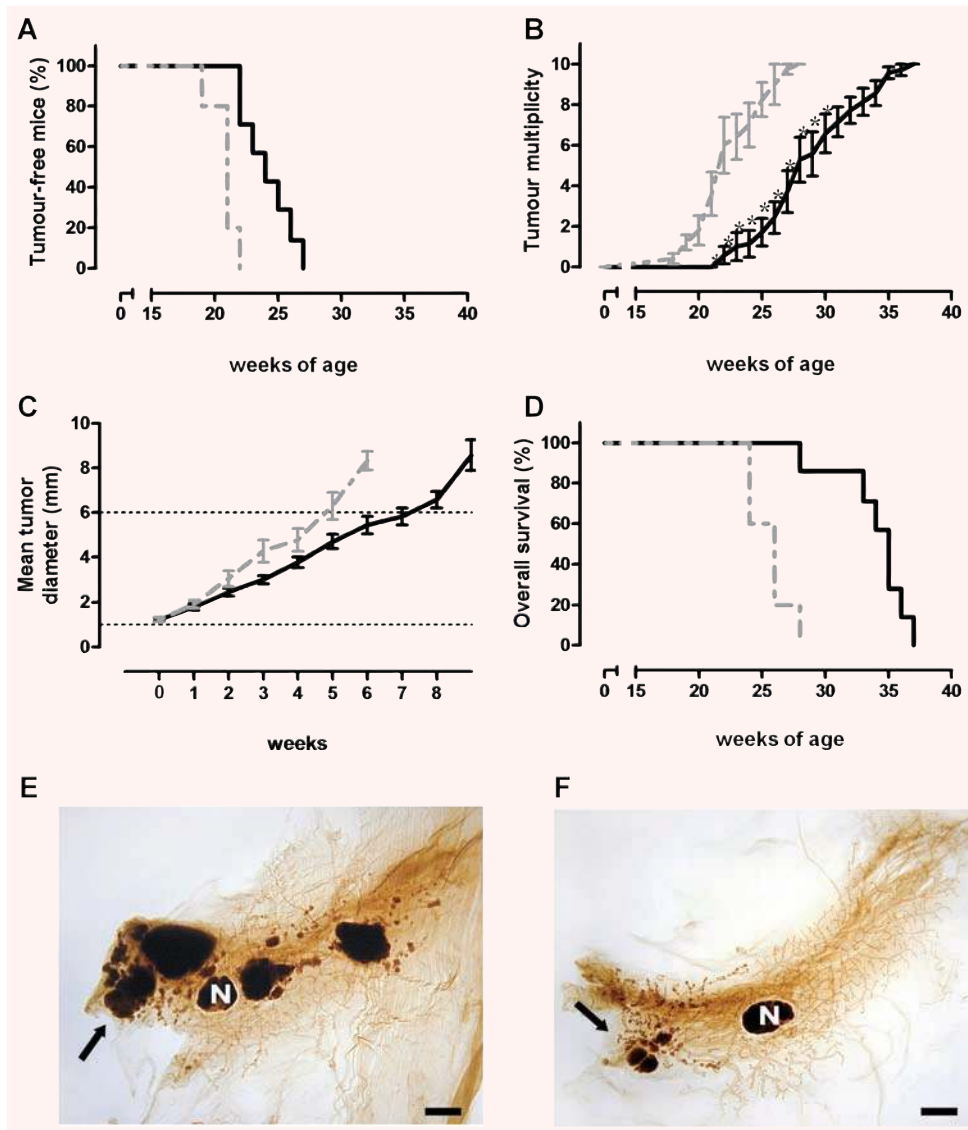 A
Tumour-free mice (%)
100
80
60
40
20
0
0 15 20 25 30 35 40
weeks of age
B
Tumour multiplicity
10
8
6
4
2
0
* * * * * * * * *
0 15 20 25 30 35 40
weeks of age
C
Mean tumor
diameter (mm)
10
8
6
4
2
0
0 1 2 3 4 5 6 7 8
weeks
D
Overall survival (%)
100
80
60
40
20
0
0 15 20 25 30 35 40
weeks of age
E
N
F
N